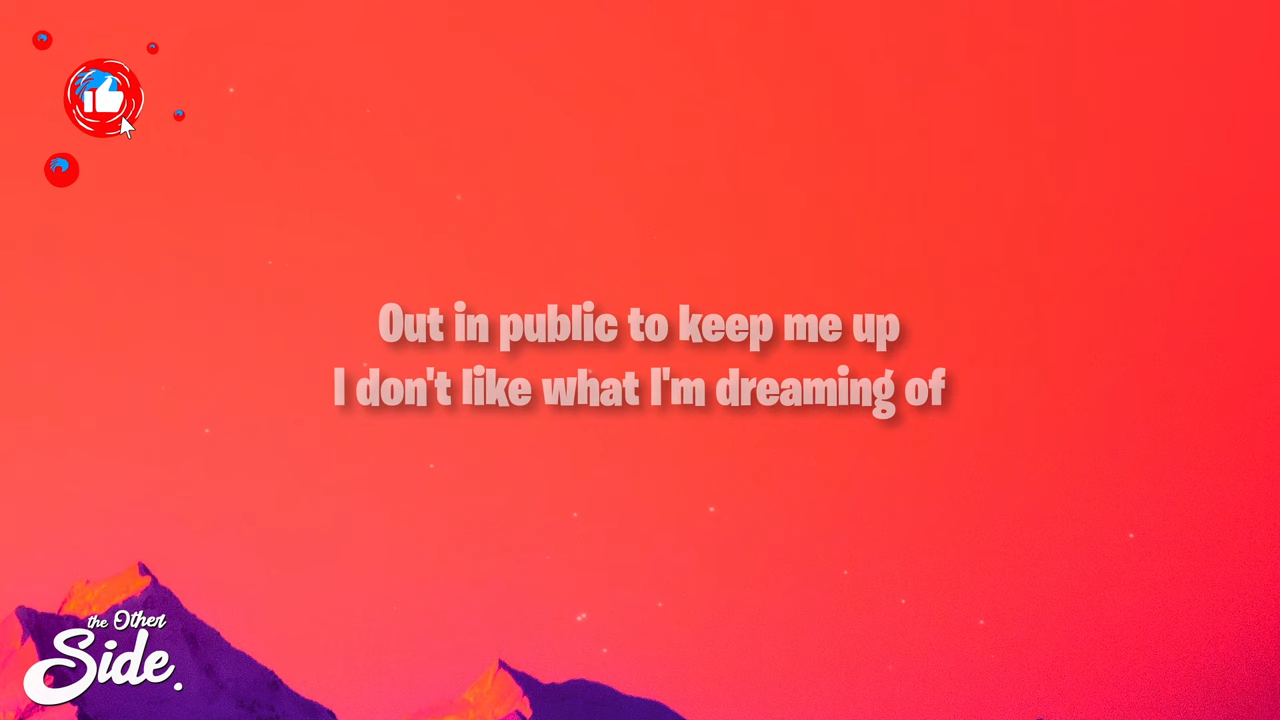 Out in public to keep me up
I don't like what I'm dreaming of
the Other
Side.